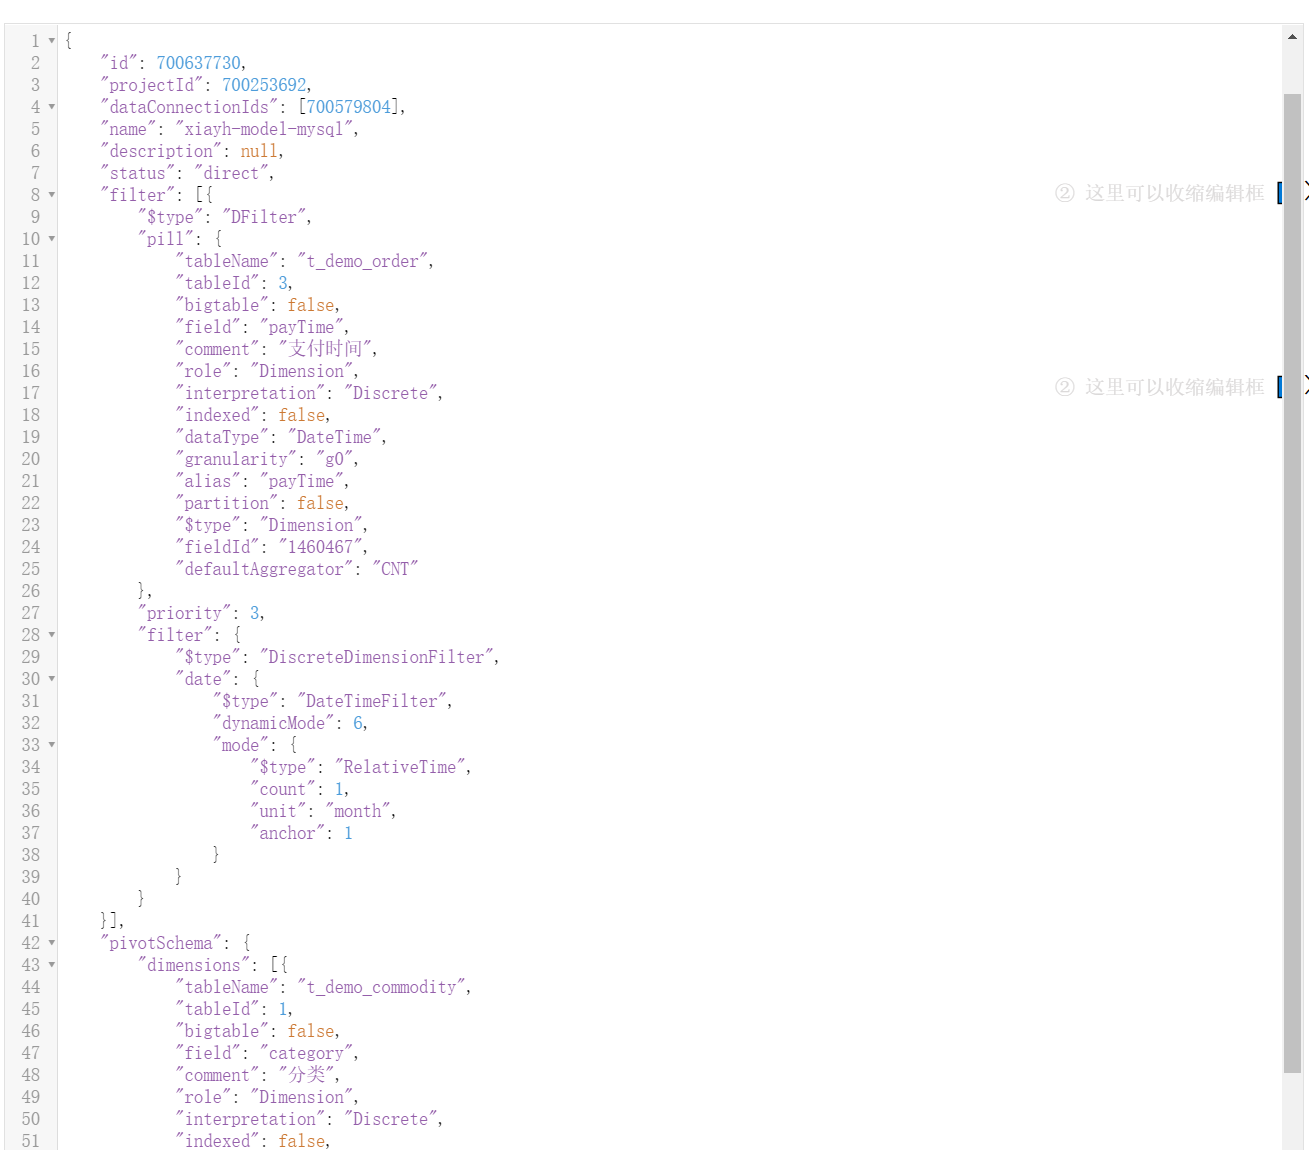 1 {
2 "id": 700637730,
3 "projectId": 700253692,
4 "dataConnectionIds": [700579804],
5 "name": "xiayh-model-mysql",
6 "description": null,
7 "status": "direct",
8 "filter": [{
② 这里可以收缩编辑框
9 "$type": "DFilter",
10 "pill": {
11 "tableName": "t_demo_order",
12 "tableId": 3,
13 "bigtable": false,
14 "field": "payTime",
15 "comment": "支付时间",
16 "role": "Dimension",
17 "interpretation": "Discrete",
② 这里可以收缩编辑框
18 "indexed": false,
19 "dataType": "DateTime",
20 "granularity": "g0",
21 "alias": "payTime",
22 "partition": false,
23 "$type": "Dimension",
24 "fieldId": "1460467",
25 "defaultAggregator": "CNT"
26 },
27 "priority": 3,
28 "filter": {
29 "$type": "DiscreteDimensionFilter",
30 "date": {
31 "$type": "DateTimeFilter",
32 "dynamicMode": 6,
33 "mode": {
34 "$type": "RelativeTime",
35 "count": 1,
36 "unit": "month",
37 "anchor": 1
38 }
39 }
40 }
41 }],
42 "pivotSchema": {
43 "dimensions": [{
44 "tableName": "t_demo_commodity",
45 "tableId": 1,
46 "bigtable": false,
47 "field": "category",
48 "comment": "分类",
49 "role": "Dimension",
50 "interpretation": "Discrete",
51 "indexed": false,